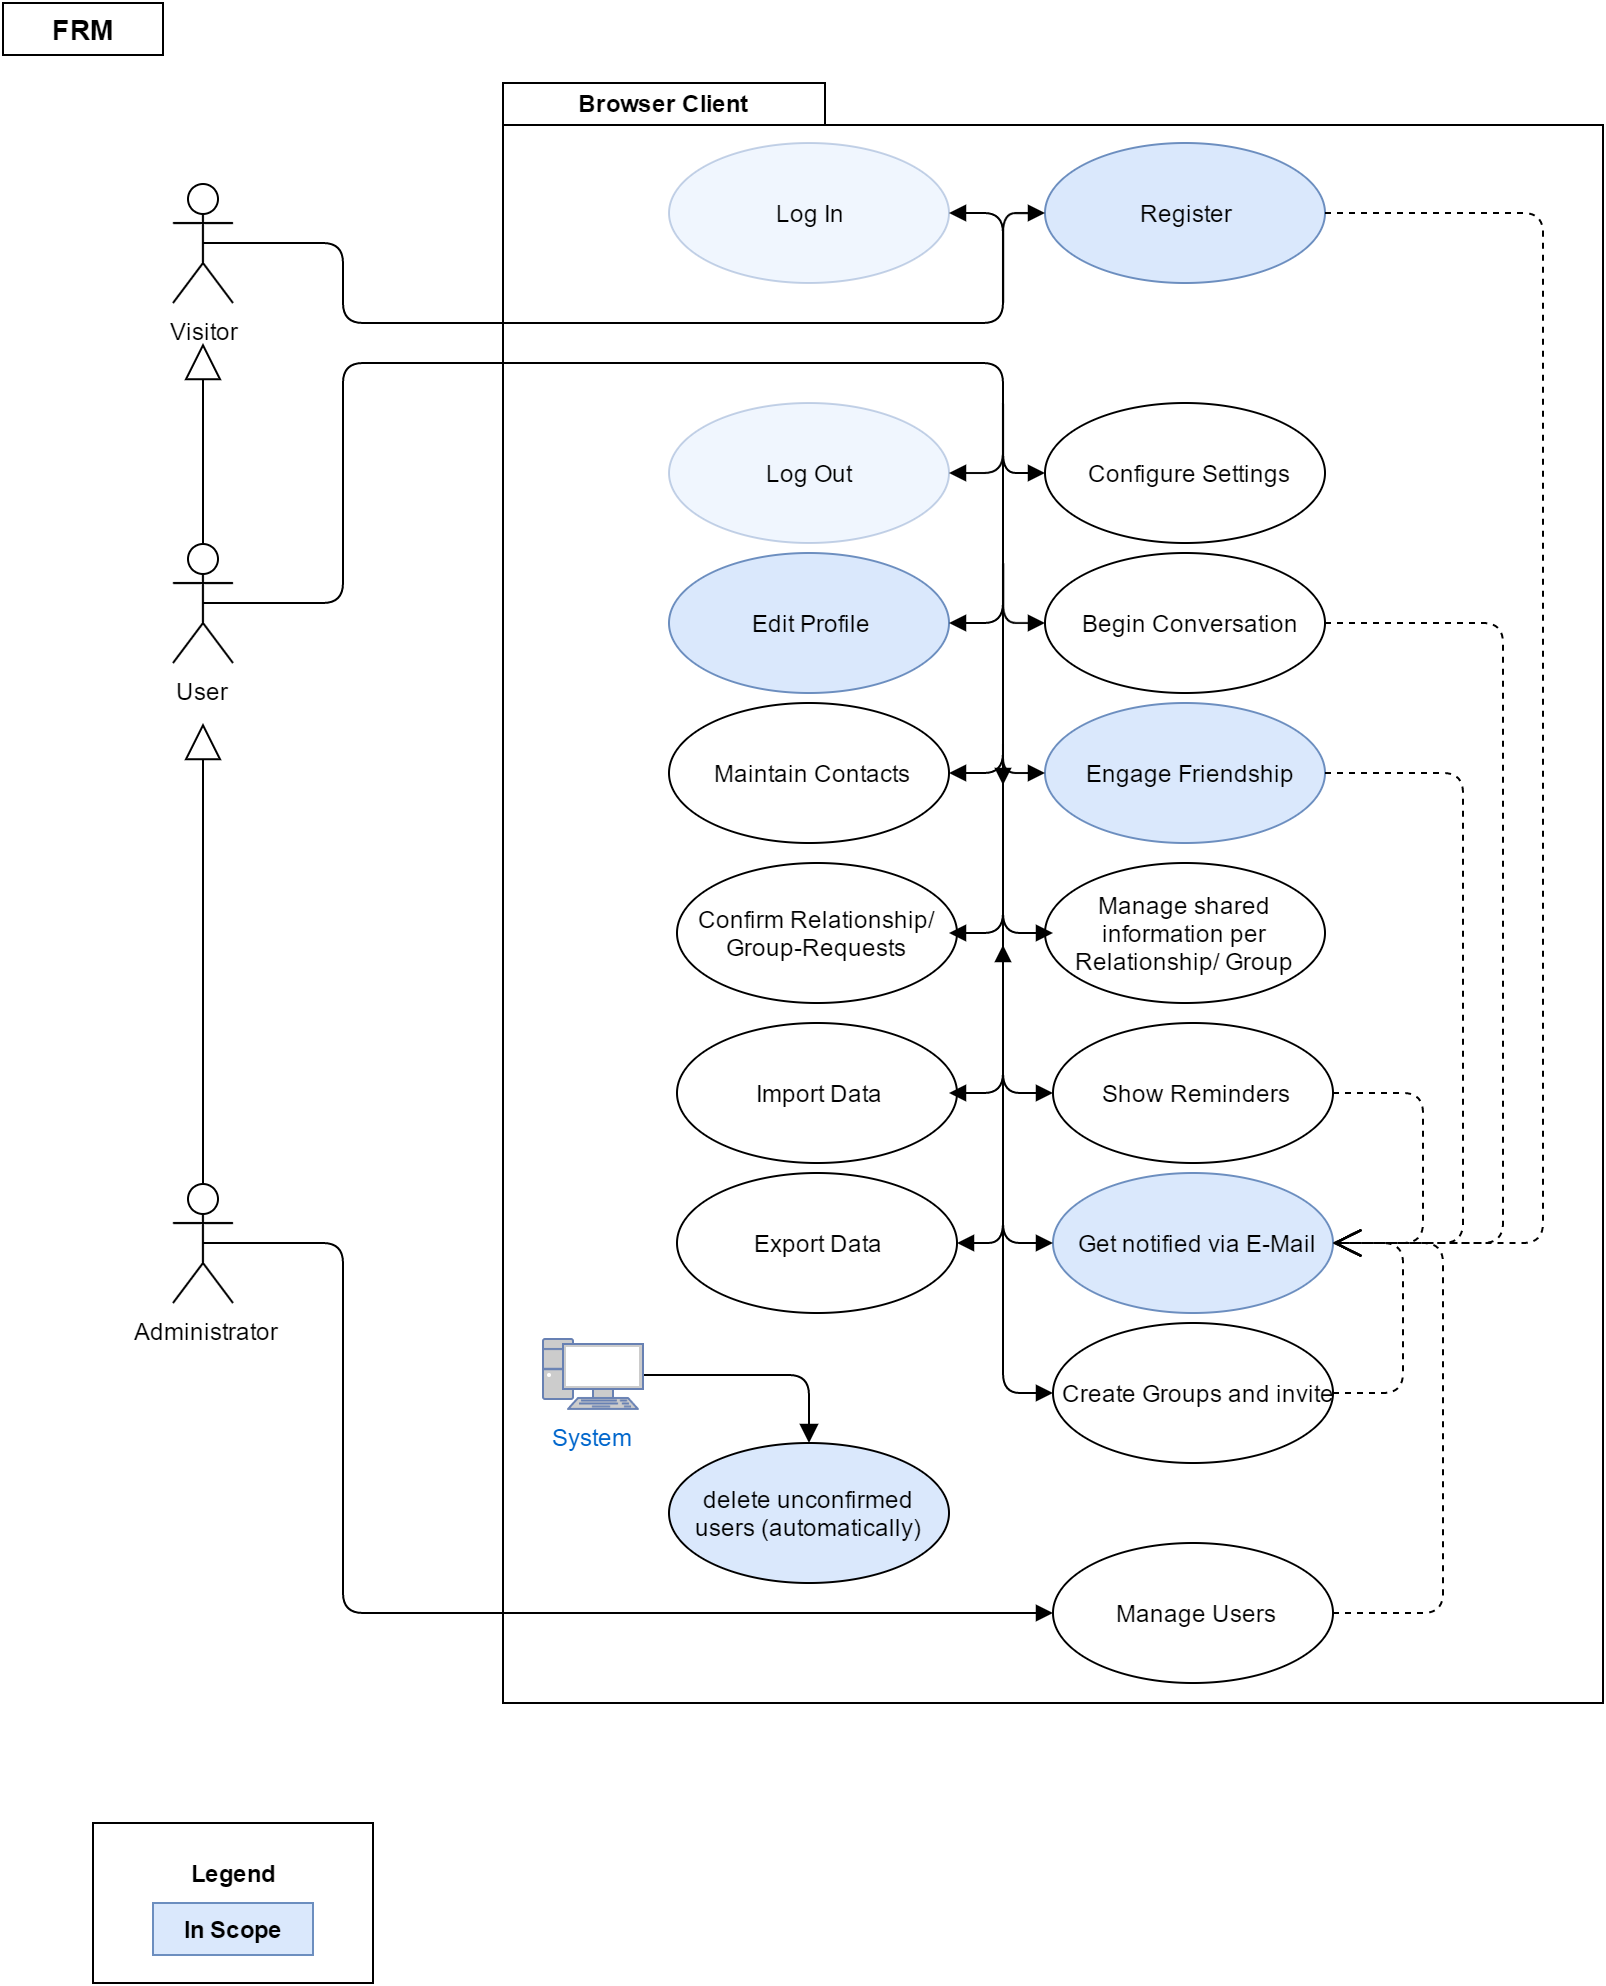 FRM
Browser Client
Log In
Register
Visitor
Log Out
Configure Settings
Edit Profile
Begin Conversation
User
Maintain Contacts
Engage Friendship
Confirm Relationship/
Group-Requests
Manage shared
information per
Relationship/ Group
Import Data
Show Reminders
Export Data
Get notified via E-Mail
Administrator
Create Groups and invite
System
delete unconfirmed
users (automatically)
Manage Users
Legend
In Scope